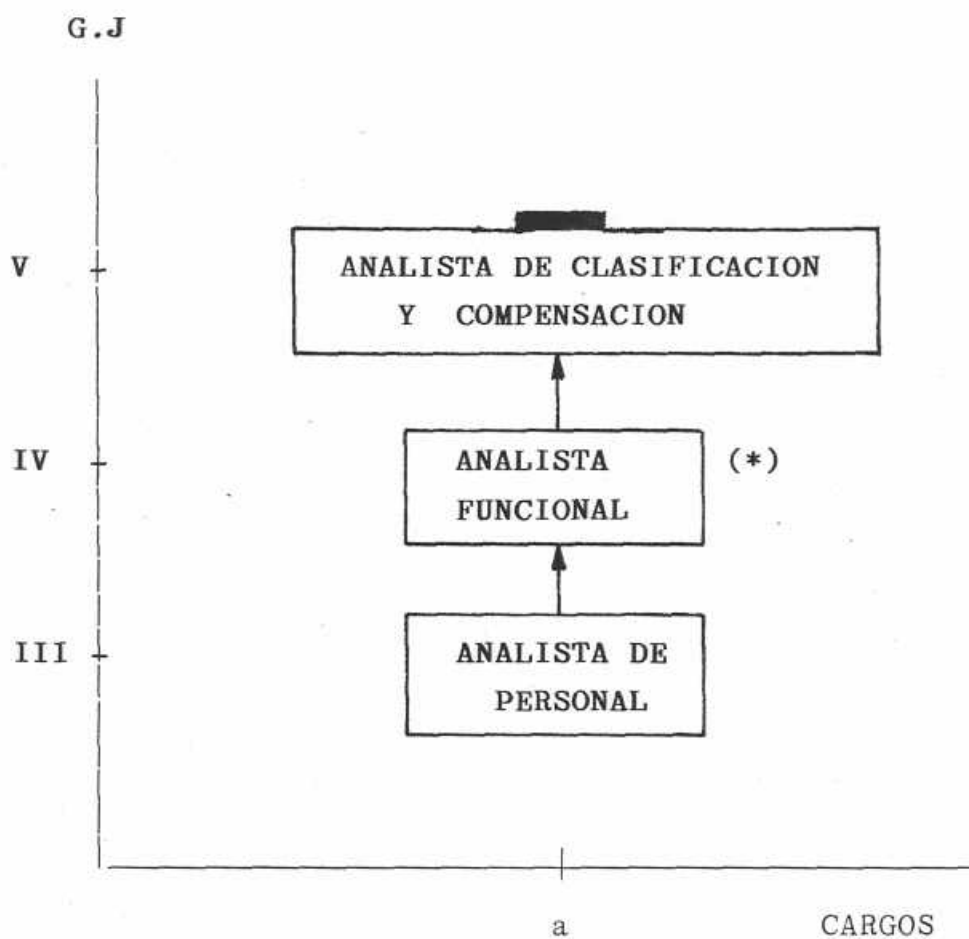 G.J
V
ANALISTA DE CLASIFICACION
Y COMPENSACION
IV
ANALISTA
FUNCIONAL
(*)
III
ANALISTA DE
PERSONAL
a
CARGOS